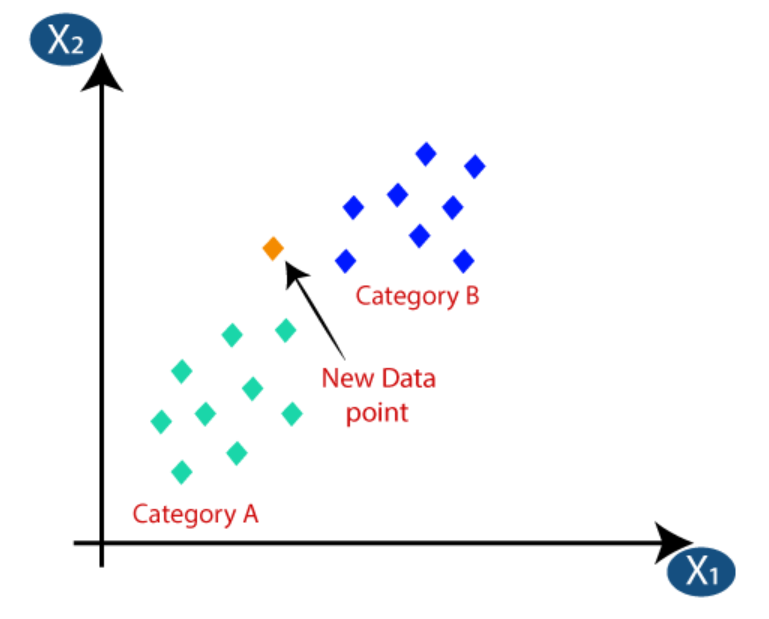 X₂
Category B
New Data
point
Category A
X₁